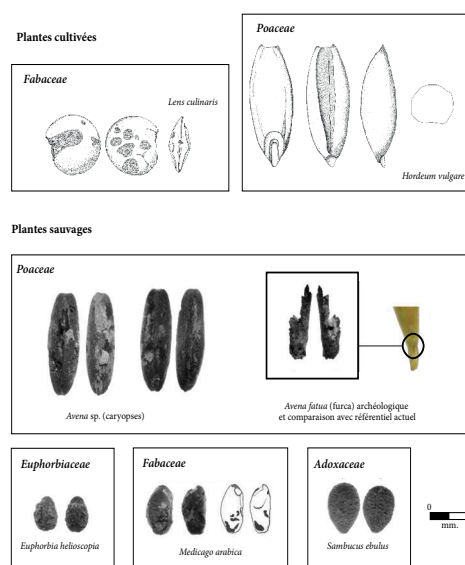 Plantes cultivées
Fabaceae
Lens culinaris
Poaceae
Hordeum vulgare
Plantes sauvages
Poaceae
Avena sp. (caryopses)
Avena fatua (furca) archéologique
et comparaison avec référentiel actuel
Euphorbiaceae
Euphorbia helioscopia
Fabaceae
Medicago arabica
Adoxaceae
Sambucus ebulus
0
mm.